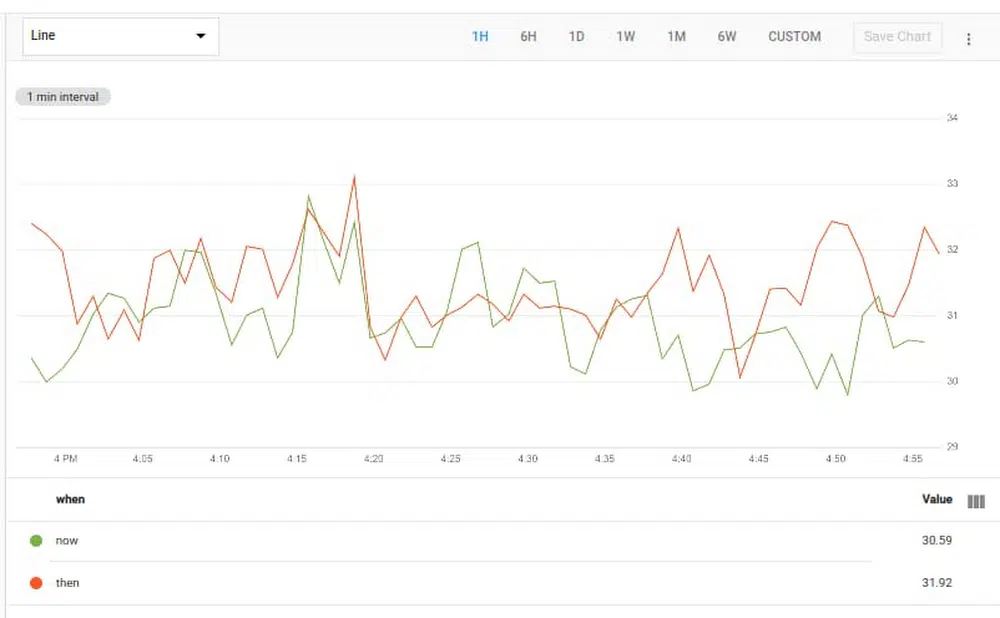 Line 1H 6H 1D 1W 1M 6W CUSTOM Save Chart
1 min interval
34
33
32
31
30
29
4 PM 4:05 4:10 4:15 4:20 4:25 4:30 4:35 4:40 4:45 4:50 4:55
when Value
now 30.59
then 31.92